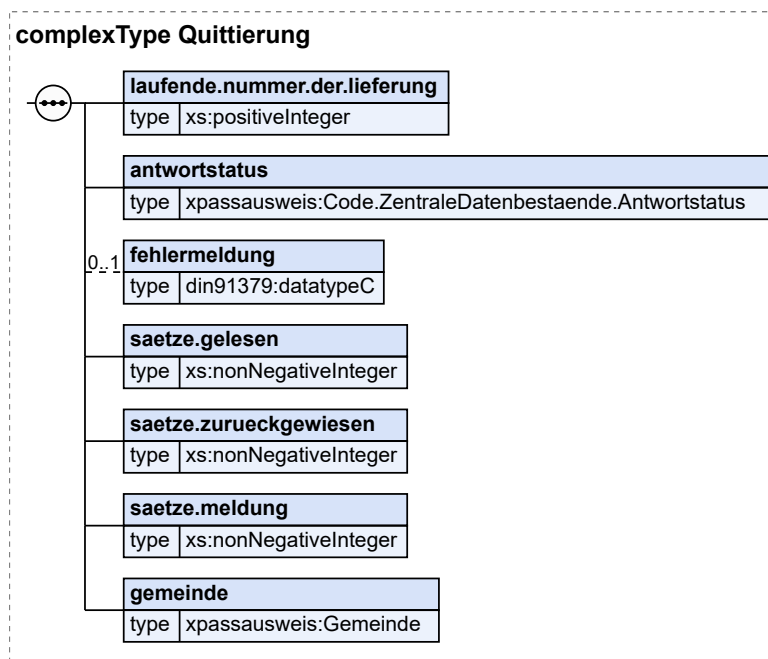 complexType Quittierung
laufende.nummer.der.lieferung
type xs:positiveInteger
antwortstatus
type xpassausweis:Code.ZentraleDatenbestaende.Antwortstatus
0..1
fehlermeldung
type din91379:datatypeC
saetze.gelesen
type xs:nonNegativeInteger
saetze.zurueckgewiesen
type xs:nonNegativeInteger
saetze.meldung
type xs:nonNegativeInteger
gemeinde
type xpassausweis:Gemeinde